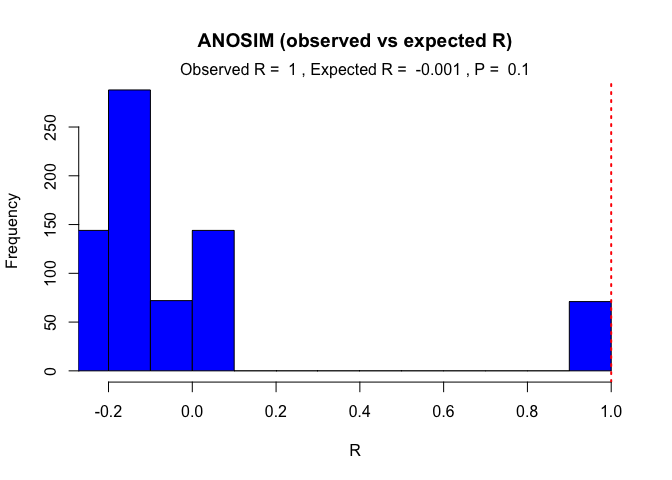 ANOSIM (observed vs expected R)
Observed R =  1 , Expected R =  -0.001 , P =  0.1
Frequency
250
200
150
100
50
0
-0.2 0.0 0.2 0.4 0.6 0.8 1.0
R